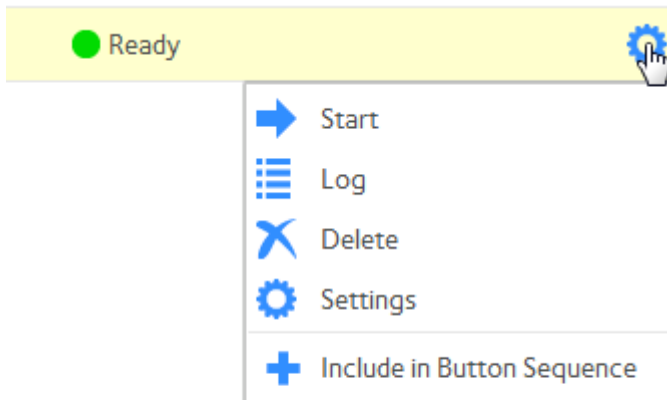 Ready
Start
Log
Delete
Settings
Include in Button Sequence